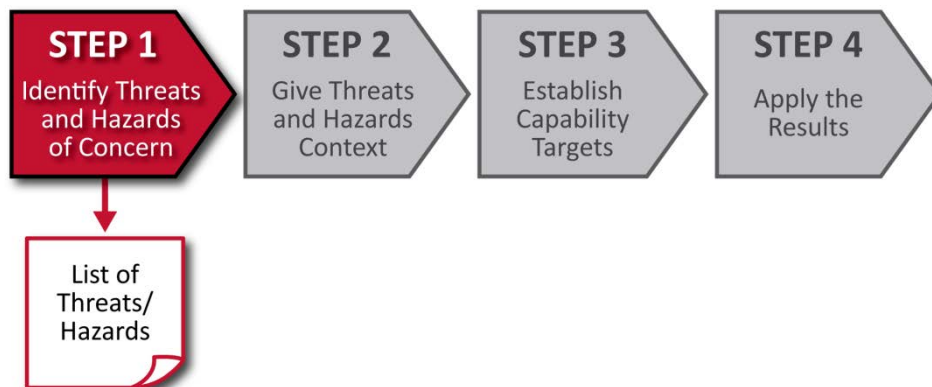 STEP 1
Identify Threats
and Hazards
of Concern
STEP 2
Give Threats
and Hazards
Context
STEP 3
Establish
Capability
Targets
STEP 4
Apply the
Results
List of
Threats/
Hazards